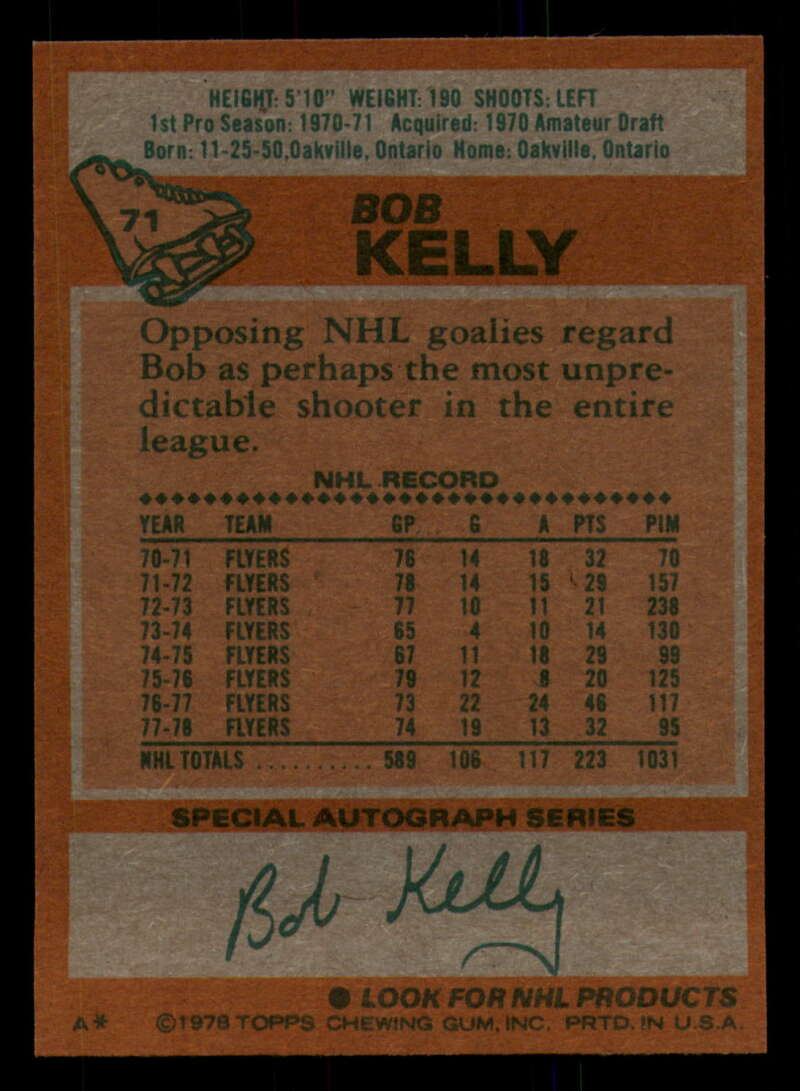 HEIGHT: 5'10" WEIGHT: 190 SHOOTS: LEFT
1st Pro Season: 1970-71 Acquired: 1970 Amateur Draft
Born: 11-25-50,Oakville, Ontario Home: Oakville, Ontario
71
BOB
KELLY
Opposing NHL goalies regard
Bob as perhaps the most unpre-
dictable shooter in the entire
league.
NHL RECORD
YEAR TEAM GP G A PTS PIM
70-71 FLYERS 76 14 18 32 70
71-72 FLYERS 78 14 15 29 157
72-73 FLYERS 77 10 11 21 238
73-74 FLYERS 65 4 10 14 130
74-75 FLYERS 67 11 18 29 99
75-76 FLYERS 79 12 8 20 125
76-77 FLYERS 73 22 24 46 117
77-78 FLYERS 74 19 13 32 95
NHL TOTALS .......... 589 106 117 223 1031
SPECIAL AUTOGRAPH SERIES
Bob Kelly
● LOOK FOR NHL PRODUCTS
A* ©1978 TOPPS CHEWING GUM, INC. PRTD. IN U.S.A.